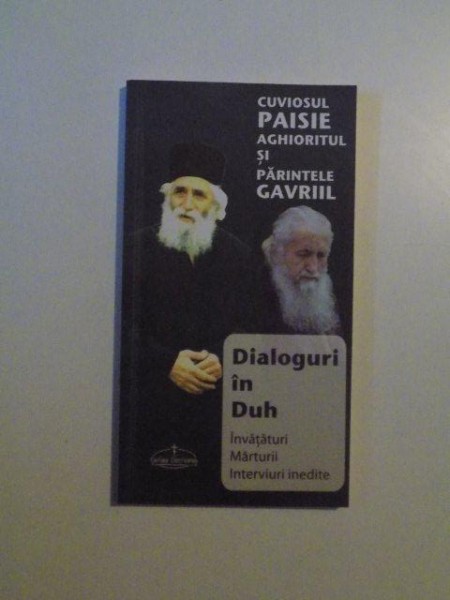 CUVIOSUL
PAISIE
AGHIORITUL
ȘI
PĂRINTELE
GAVRIIL
Dialoguri
în
Duh
Învățături
Mărturii
Interviuri inedite